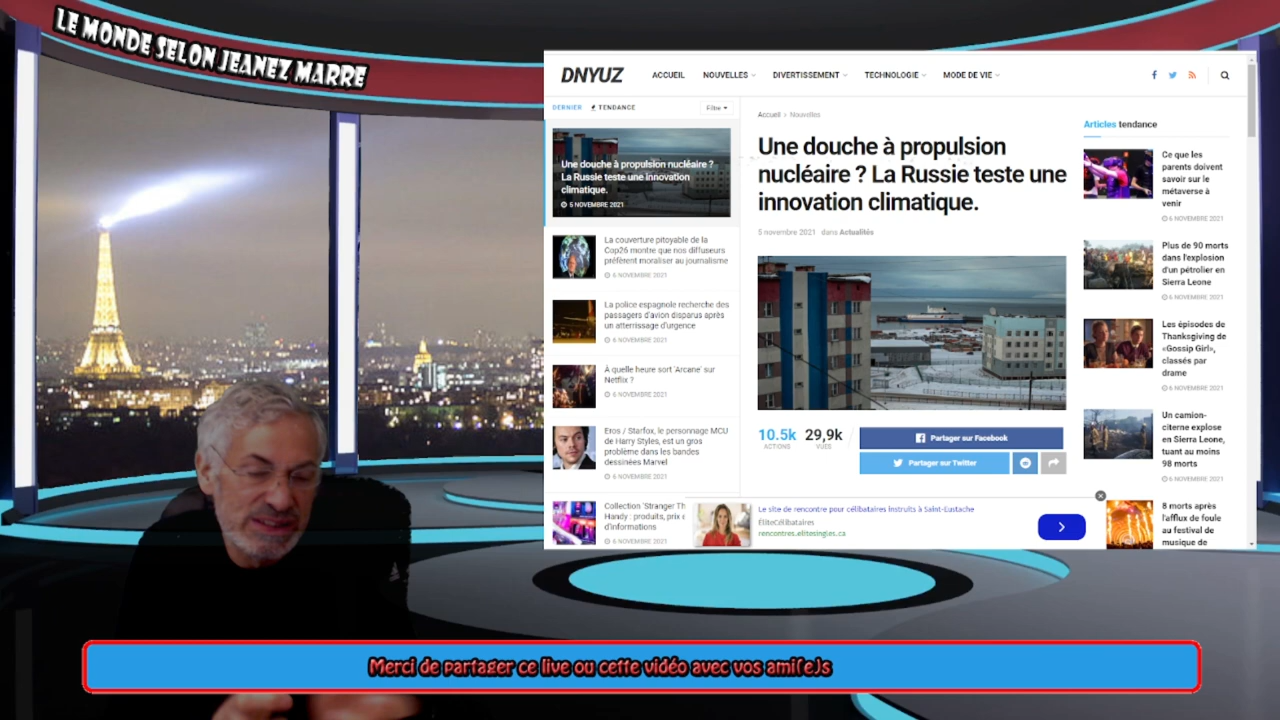 LE MONDE SELON JEANEZ MARRE
DNYUZ
ACCUEIL NOUVELLES DIVERTISSEMENT TECHNOLOGIE MODE DE VIE
DERNIER TENDANCE
Filtre
Une douche à propulsion nucléaire ?
La Russie teste une innovation
climatique.
5 NOVEMBRE 2021
La couverture pitoyable de la
Cop26 montre que nos diffuseurs
préfèrent moraliser au journalisme
6 NOVEMBRE 2021
La police espagnole recherche des
passagers d'avion disparus après
un atterrissage d'urgence
6 NOVEMBRE 2021
À quelle heure sort 'Arcane' sur
Netflix ?
6 NOVEMBRE 2021
Eros / Starfox, le personnage MCU
de Harry Styles, est un gros
problème dans les bandes
dessinées Marvel
6 NOVEMBRE 2021
Collection 'Stranger Th
Handy : produits, prix e
d'informations
6 NOVEMBRE 2021
Accueil > Nouvelles
Une douche à propulsion
nucléaire ? La Russie teste une
innovation climatique.
5 novembre 2021 dans Actualités
10.5k 29,9k
ACTIONS VUES
Partager sur Facebook
Partager sur Twitter
Le site de rencontre pour célibataires instruits à Saint-Eustache
EliteCélibataires
rencontres.elitesingles.ca
Articles tendance
Ce que les
parents doivent
savoir sur le
métaverse à
venir
6 NOVEMBRE 2021
Plus de 90 morts
dans l'explosion
d'un pétrolier en
Sierra Leone
6 NOVEMBRE 2021
Les épisodes de
Thanksgiving de
«Gossip Girl»,
classés par
drame
6 NOVEMBRE 2021
Un camion-
citerne explose
en Sierra Leone,
tuant au moins
98 morts
6 NOVEMBRE 2021
8 morts après
l'afflux de foule
au festival de
musique de
Merci de partager ce live ou cette vidéo avec vos ami(e)s